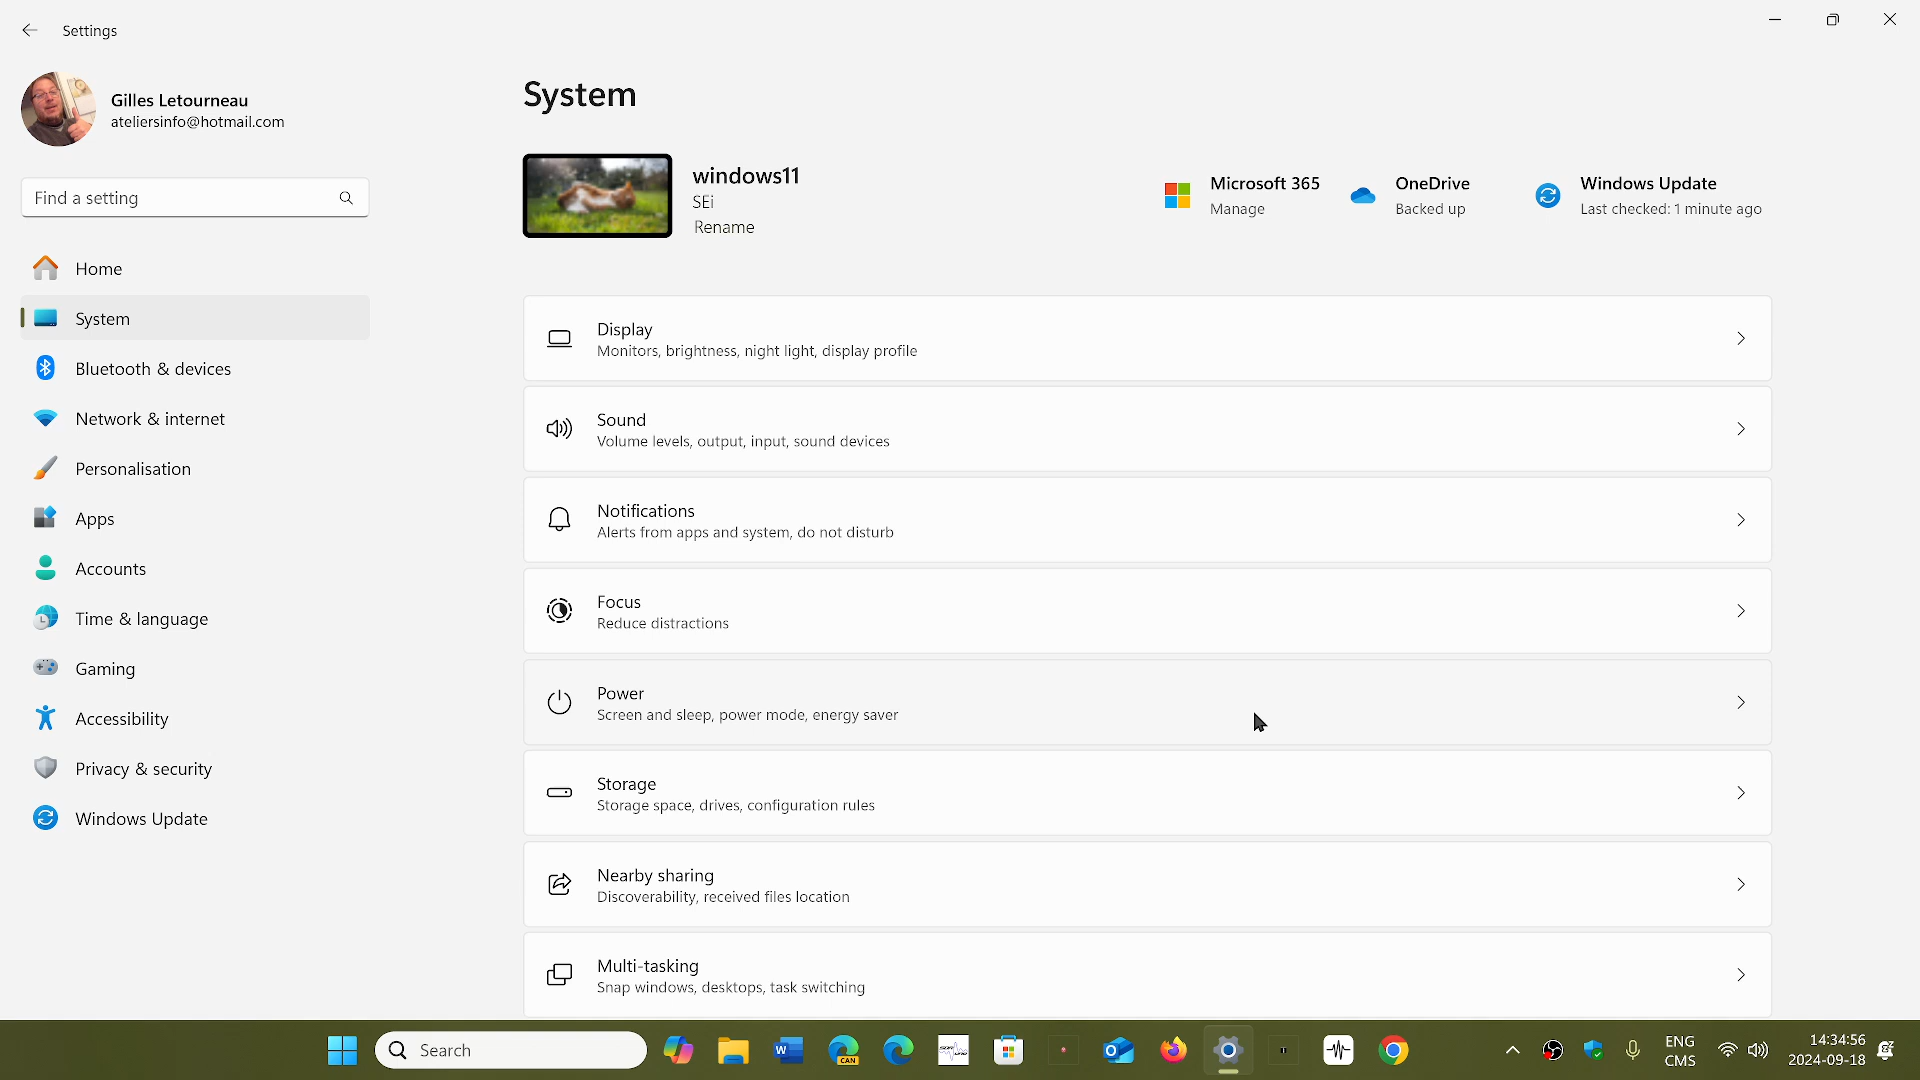 Settings
Gilles Letourneau
ateliersinfo@hotmail.com
Find a setting
Home
System
Bluetooth & devices
Network & internet
Personalisation
Apps
Accounts
Time & language
Gaming
Accessibility
Privacy & security
Windows Update
System
windows11
SEi
Rename
Microsoft 365
Manage
OneDrive
Backed up
Windows Update
Last checked: 1 minute ago
Display
Monitors, brightness, night light, display profile
Sound
Volume levels, output, input, sound devices
Notifications
Alerts from apps and system, do not disturb
Focus
Reduce distractions
Power
Screen and sleep, power mode, energy saver
Storage
Storage space, drives, configuration rules
Nearby sharing
Discoverability, received files location
Multi-tasking
Snap windows, desktops, task switching
Search
W
CAN
ENG
CMS
14:34:56
2024-09-18